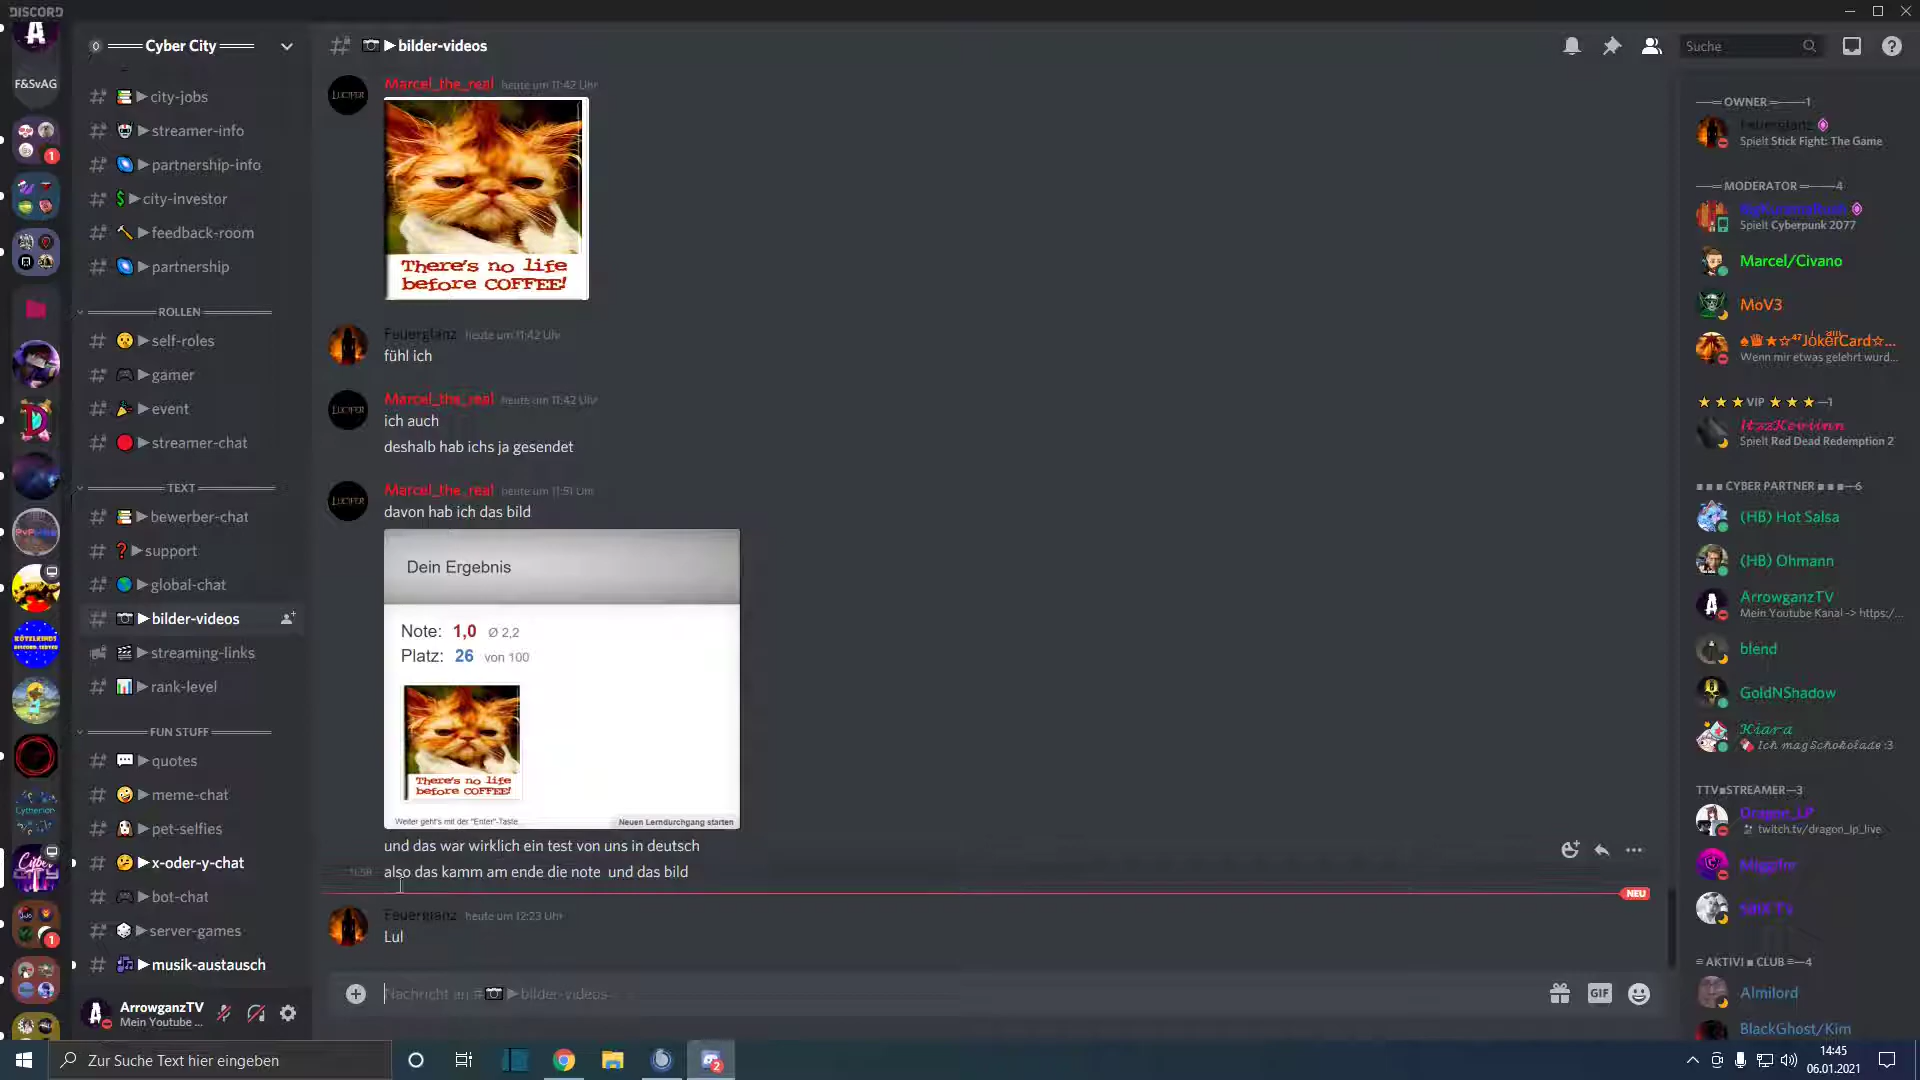 DISCORD
Cyber City
F&SvAG
city-jobs
streamer-info
partnership-info
city-investor
feedback-room
partnership
ROLLEN
self-roles
gamer
event
streamer-chat
TEXT
bewerber-chat
support
global-chat
bilder-videos
streaming-links
rank-level
FUN STUFF
quotes
meme-chat
pet-selfies
x-oder-y-chat
bot-chat
server-games
musik-austausch
ArrowganzTV
Mein Youtube ...
bilder-videos
Suche
Marcel_the_real heute um 11:42 Uhr
There's no life
before COFFEE!
Feuerglanz heute um 11:42 Uhr
fühl ich
Marcel_the_real heute um 11:42 Uhr
ich auch
deshalb hab ichs ja gesendet
Marcel_the_real heute um 11:51 Uhr
davon hab ich das bild
Dein Ergebnis
Note: 1,0 Ø 2,2
Platz: 26 von 100
There's no life
before COFFEE!
Weiter geht's mit der "Enter"-Taste...
Neuen Lerndurchgang starten
und das war wirklich ein test von uns in deutsch
also das kamm am ende die note und das bild
NEU
Feuerglanz heute um 12:23 Uhr
Lul
Nachricht an # bilder-videos
GIF
OWNER 1
Feuerglanz
Spielt Stick Fight: The Game
MODERATOR 4
Spielt Cyberpunk 2077
Marcel/Civano
MoV3
Wenn mir etwas gelehrt wurd...
★ ★ ★ VIP ★ ★ ★—1
ItzzKeviinn
Spielt Red Dead Redemption 2
CYBER PARTNER 6
(HB) Hot Salsa
(HB) Ohmann
ArrowganzTV
Mein Youtube Kanal -> https:/...
blend
GoldNShadow
Kiara
Ich mag Schokolade :3
TTV■STREAMER—3
Dragon_LP
twitch.tv/dragon_lp_live
Miggfire
AKTIVI ■ CLUB 4
Almilord
BlackGhost/Kim
Zur Suche Text hier eingeben
14:45
06.01.2021